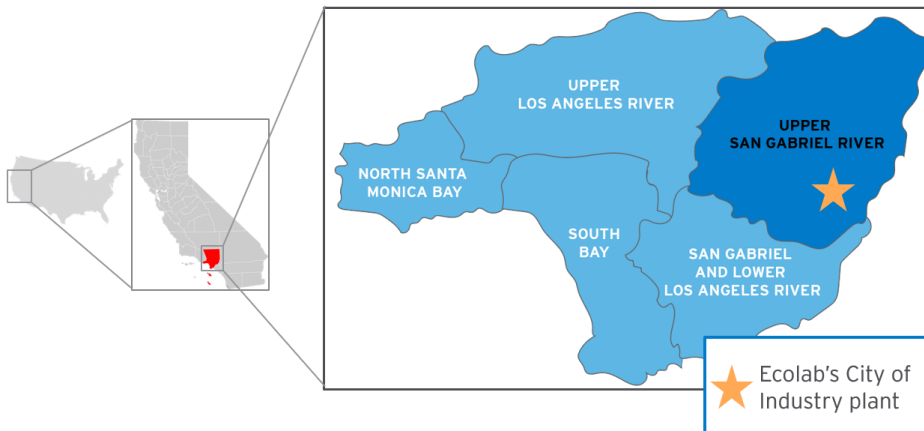 UPPER
LOS ANGELES RIVER
UPPER
SAN GABRIEL RIVER
NORTH SANTA
MONICA BAY
SOUTH
BAY
SAN GABRIEL
AND LOWER
LOS ANGELES RIVER
Ecolab's City of
Industry plant